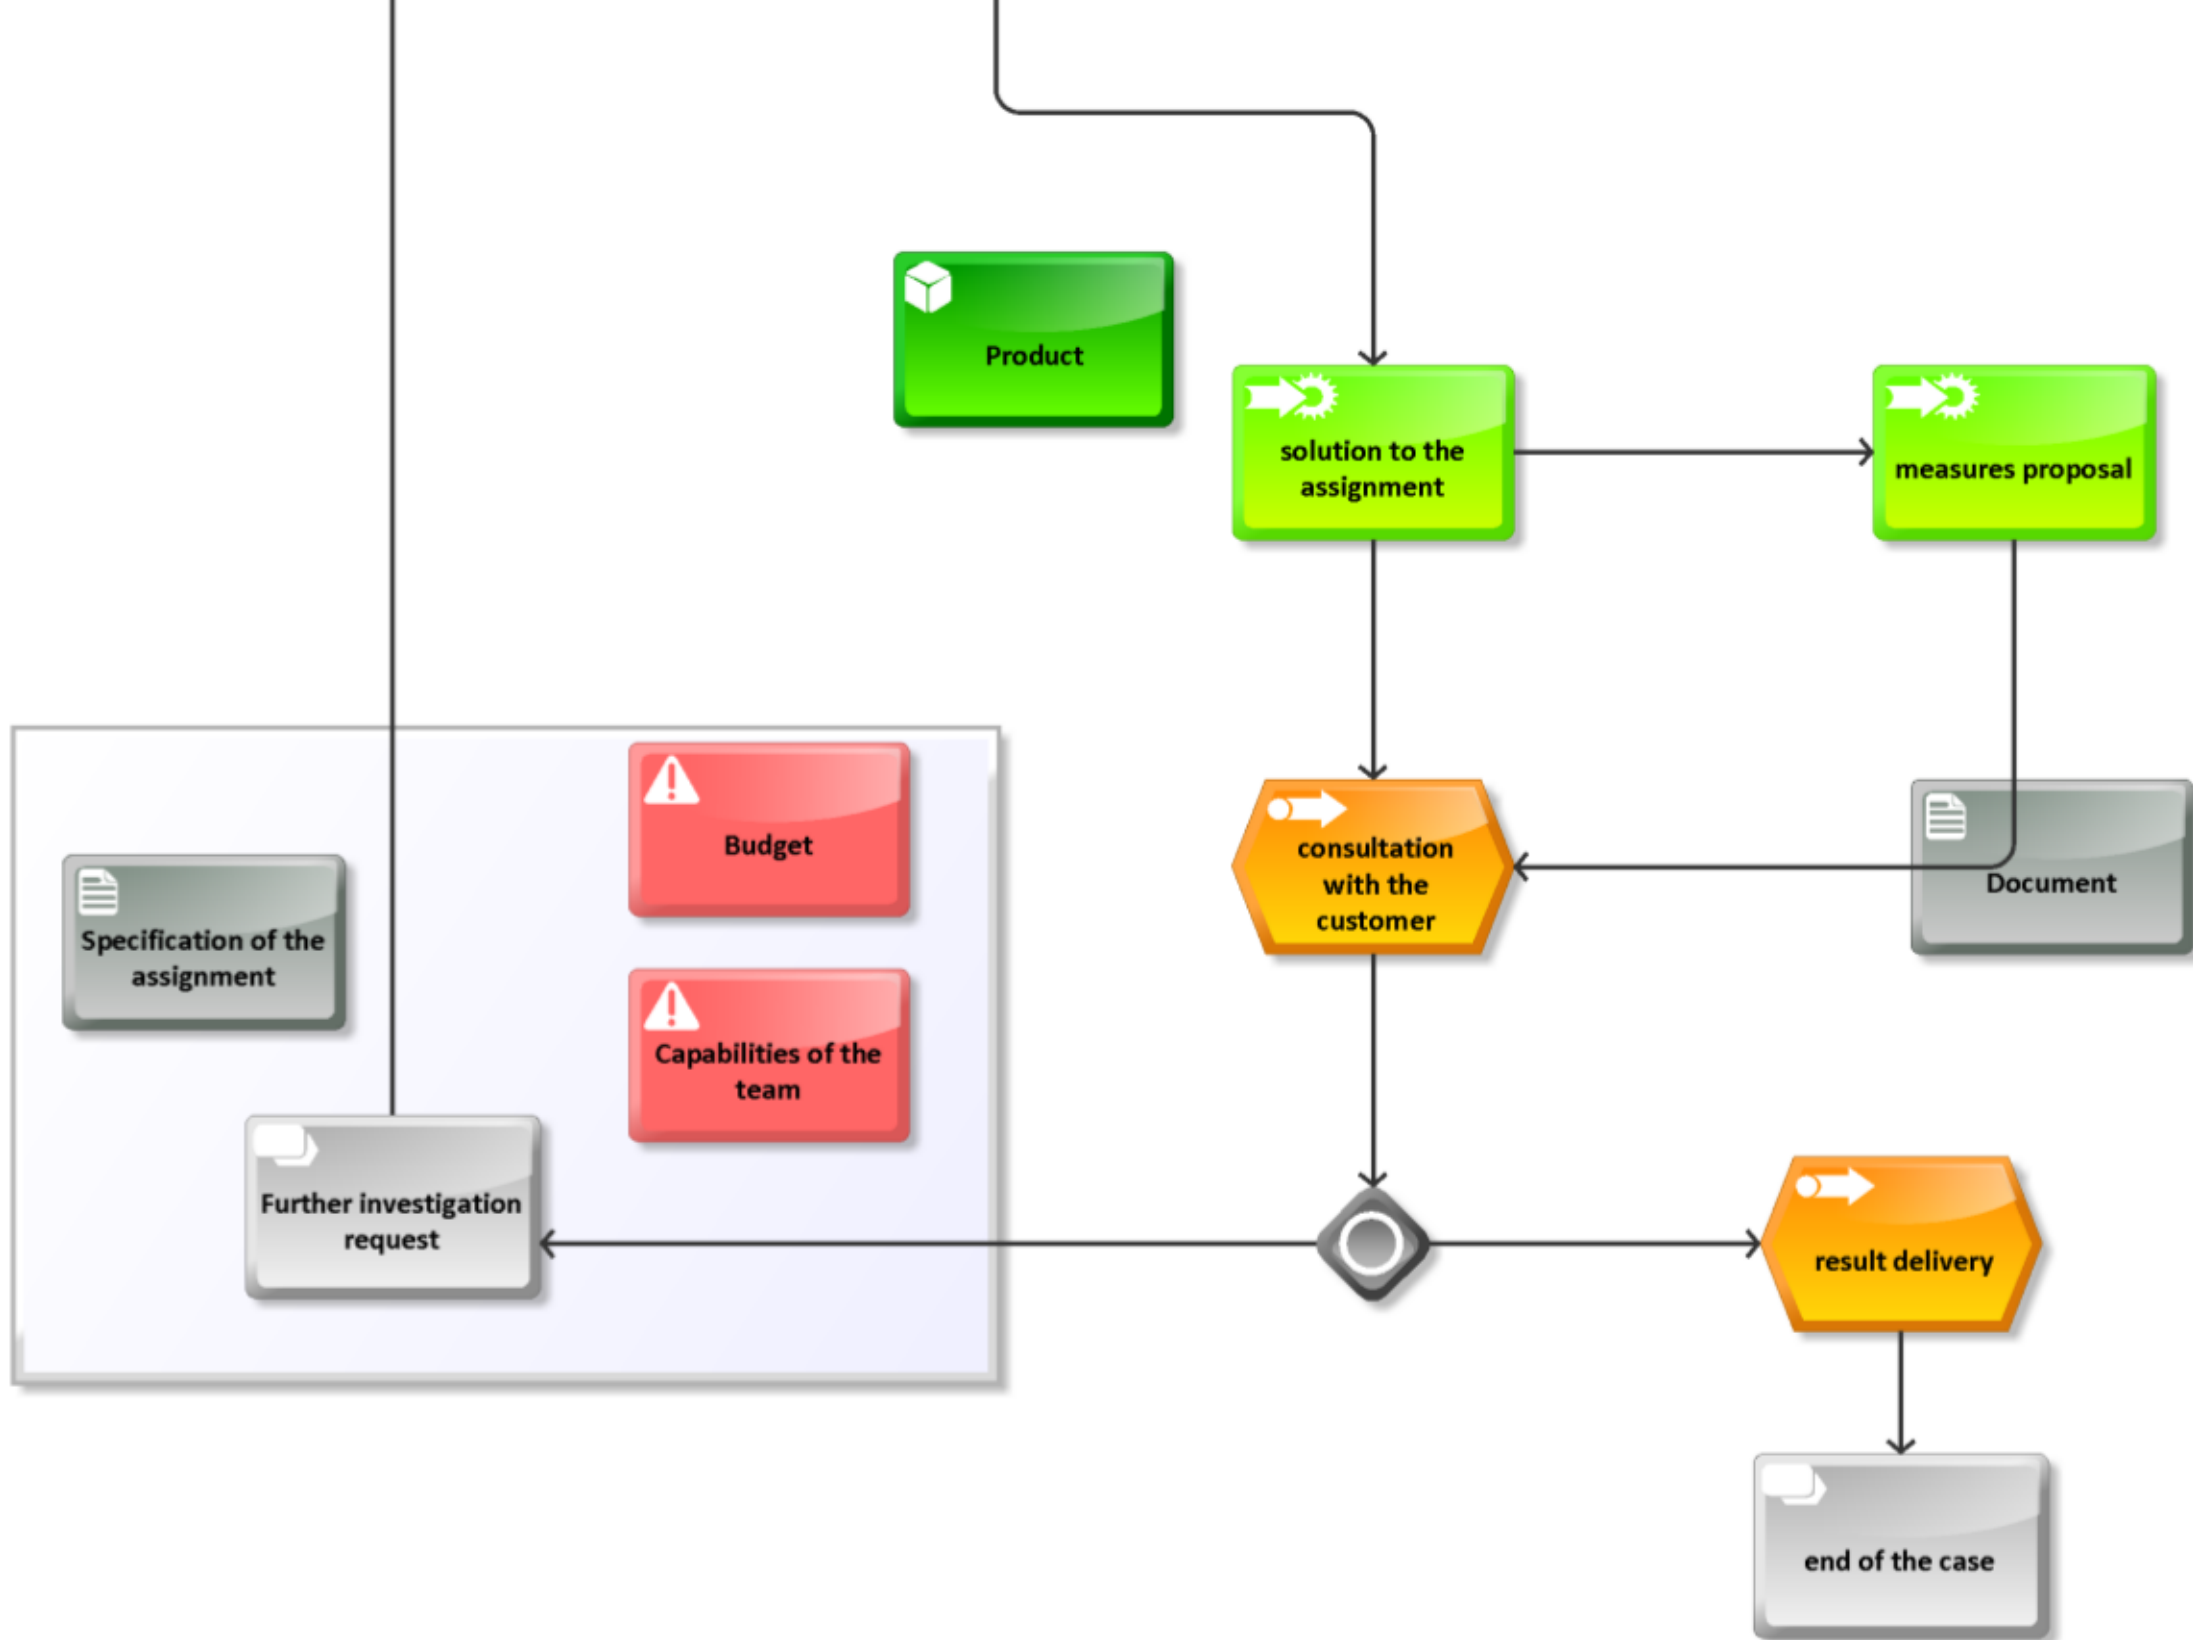 Product
solution to the
assignment
measures proposal
Budget
consultation
with the
customer
Document
Specification of the
assignment
Capabilities of the
team
Further investigation
request
result delivery
end of the case